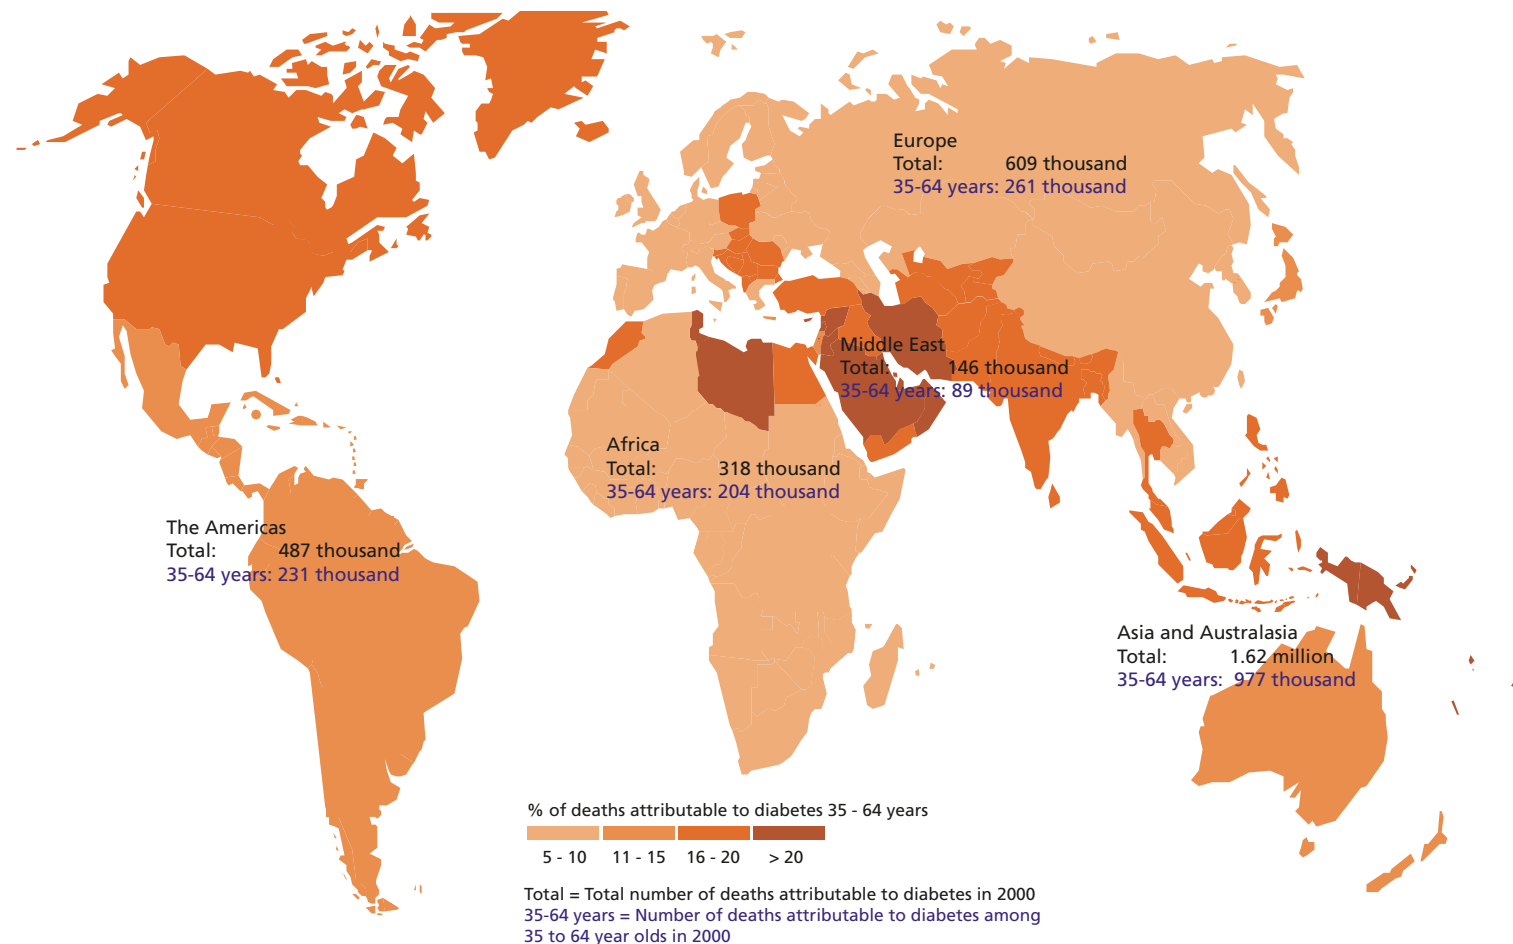 Europe
Total: 609 thousand
35-64 years: 261 thousand
Middle East
Total: 146 thousand
35-64 years: 89 thousand
Africa
Total: 318 thousand
35-64 years: 204 thousand
The Americas
Total: 487 thousand
35-64 years: 231 thousand
Asia and Australasia
Total: 1.62 million
35-64 years: 977 thousand
% of deaths attributable to diabetes 35 - 64 years
5 - 10 11 - 15 16 - 20 > 20
Total = Total number of deaths attributable to diabetes in 2000
35-64 years = Number of deaths attributable to diabetes among
35 to 64 year olds in 2000